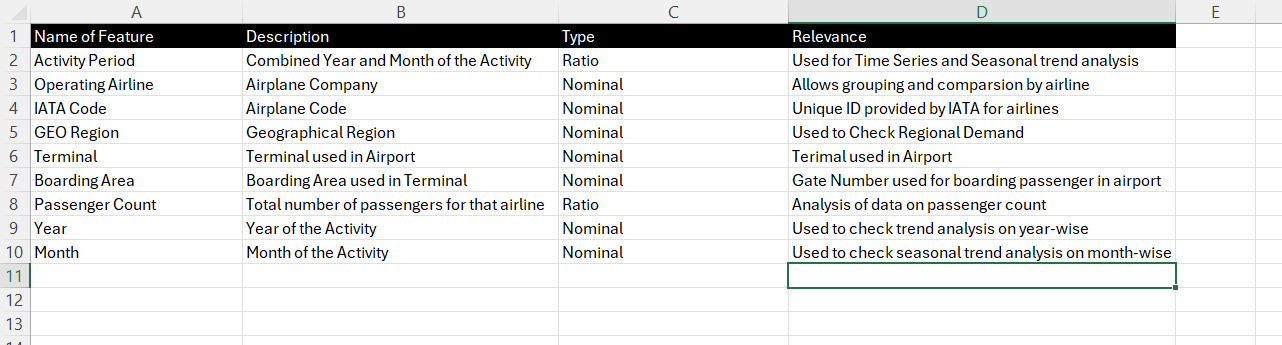 A B C D E
1 Name of Feature Description Type Relevance
2 Activity Period Combined Year and Month of the Activity Ratio Used for Time Series and Seasonal trend analysis
3 Operating Airline Airplane Company Nominal Allows grouping and comparsion by airline
4 IATA Code Airplane Code Nominal Unique ID provided by IATA for airlines
5 GEO Region Geographical Region Nominal Used to Check Regional Demand
6 Terminal Terminal used in Airport Nominal Terimal used in Airport
7 Boarding Area Boarding Area used in Terminal Nominal Gate Number used for boarding passenger in airport
8 Passenger Count Total number of passengers for that airline Ratio Analysis of data on passenger count
9 Year Year of the Activity Nominal Used to check trend analysis on year-wise
10 Month Month of the Activity Nominal Used to check seasonal trend analysis on month-wise
11
12
13